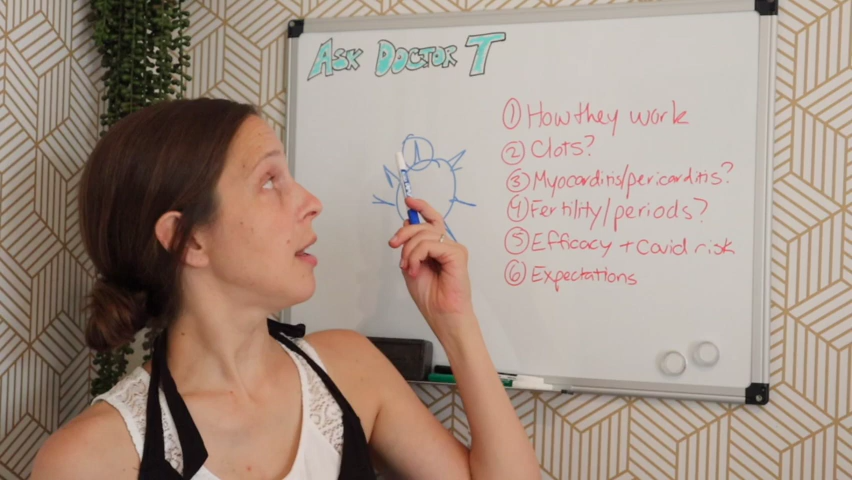 ASK DOCTOR T
① How they work
② Clots?
③ Myocarditis/pericarditis?
④ Fertility/periods?
⑤ Efficacy + Covid risk
⑥ Expectations